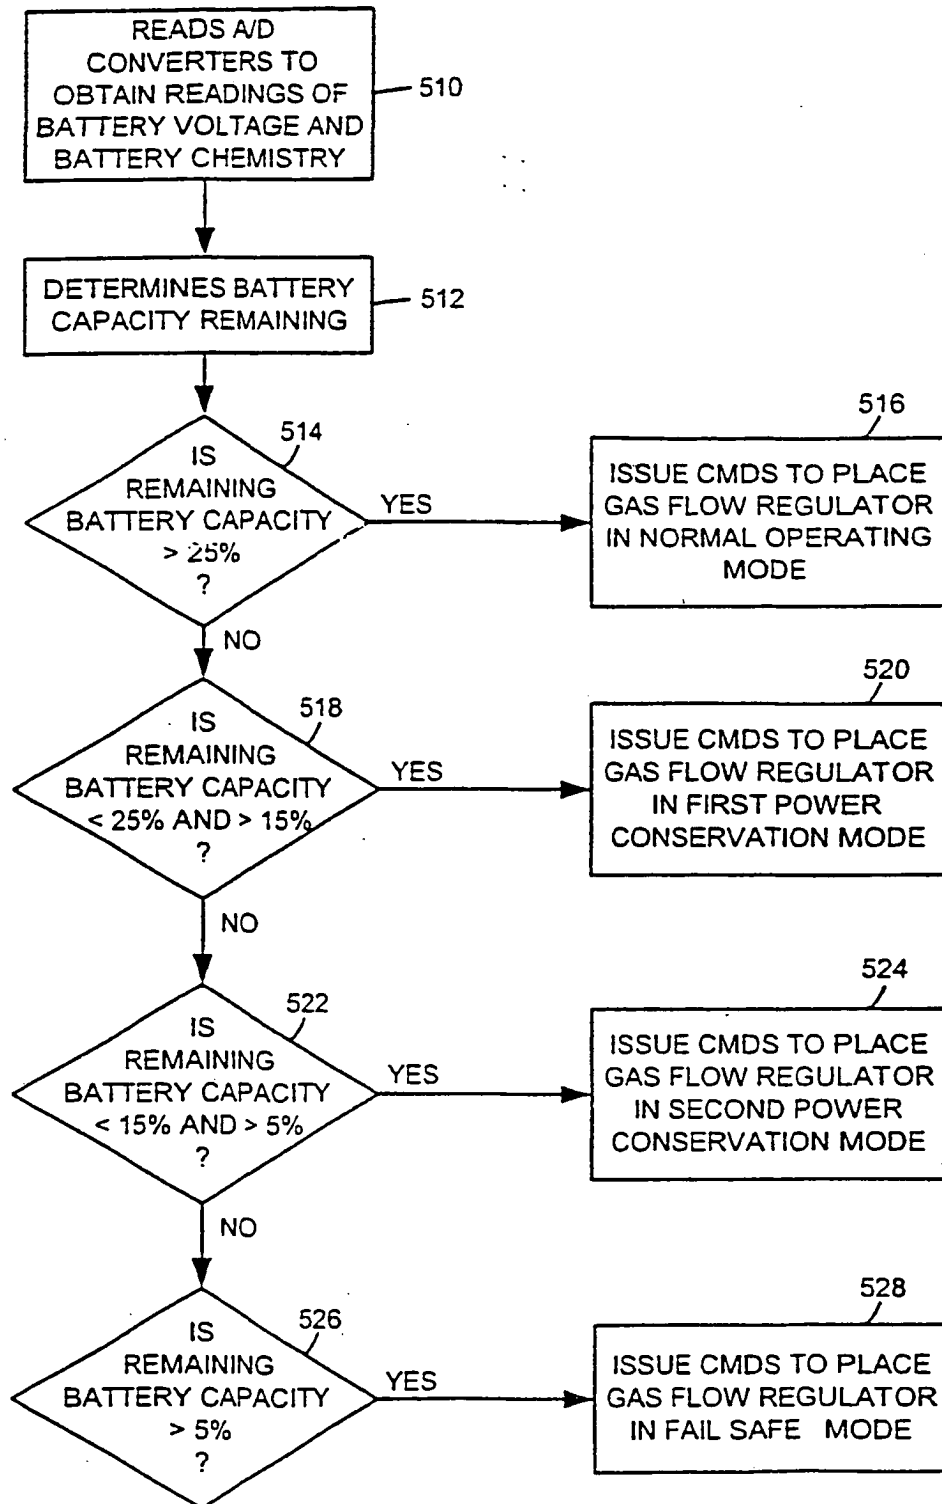 READS A/D
CONVERTERS TO
OBTAIN READINGS OF
BATTERY VOLTAGE AND
BATTERY CHEMISTRY
510
DETERMINES BATTERY
CAPACITY REMAINING
512
514
IS
REMAINING
BATTERY CAPACITY
> 25%
?
YES
516
ISSUE CMDS TO PLACE
GAS FLOW REGULATOR
IN NORMAL OPERATING
MODE
NO
518
IS
REMAINING
BATTERY CAPACITY
< 25% AND > 15%
?
YES
520
ISSUE CMDS TO PLACE
GAS FLOW REGULATOR
IN FIRST POWER
CONSERVATION MODE
NO
522
IS
REMAINING
BATTERY CAPACITY
< 15% AND > 5%
?
YES
524
ISSUE CMDS TO PLACE
GAS FLOW REGULATOR
IN SECOND POWER
CONSERVATION MODE
NO
526
IS
REMAINING
BATTERY CAPACITY
> 5%
?
YES
528
ISSUE CMDS TO PLACE
GAS FLOW REGULATOR
IN FAIL SAFE MODE